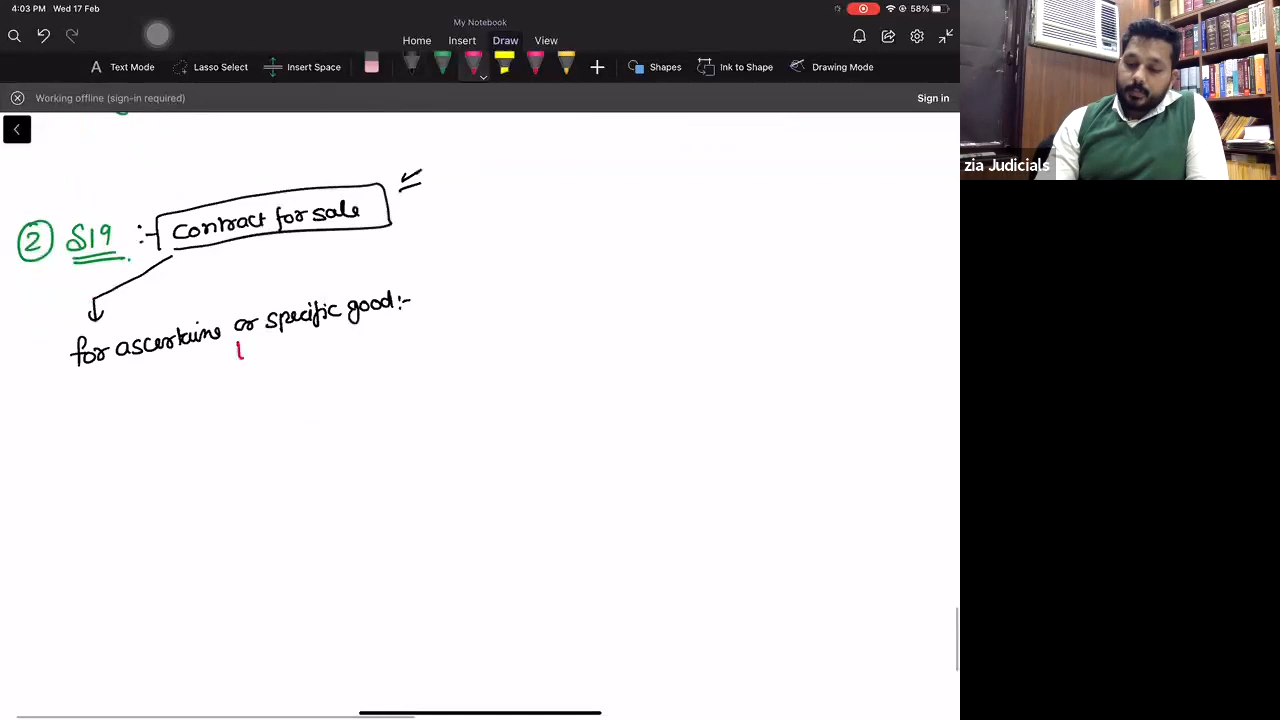 4:03 PM Wed 17 Feb
58%
My Notebook
Home Insert Draw View
Text Mode Lasso Select Insert Space Shapes Ink to Shape Drawing Mode
Working offline (sign-in required) Sign in
zia Judicials
2 S19 :- Contract for sale
for ascertaine or specific good:-